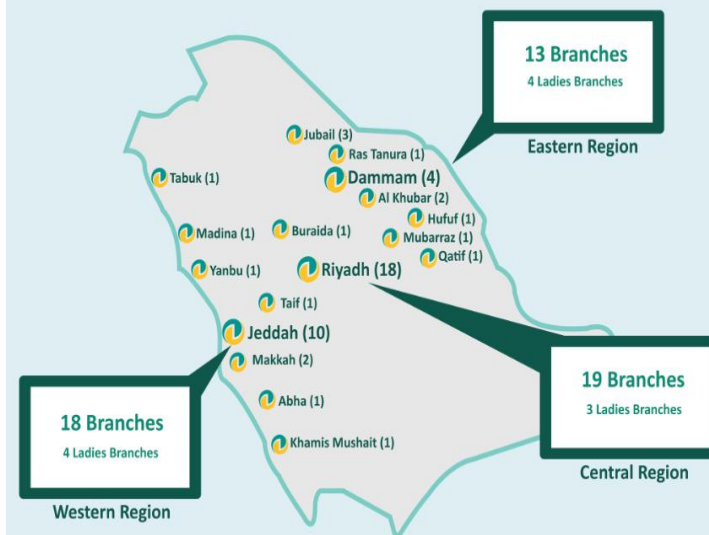 13 Branches
4 Ladies Branches
Eastern Region
Jubail (3)
Ras Tanura (1)
Tabuk (1)
Dammam (4)
Al Khubar (2)
Hufuf (1)
Madina (1)
Buraida (1)
Mubarraz (1)
Qatif (1)
Yanbu (1)
Riyadh (18)
Taif (1)
Jeddah (10)
Makkah (2)
Abha (1)
Khamis Mushait (1)
19 Branches
3 Ladies Branches
Central Region
18 Branches
4 Ladies Branches
Western Region